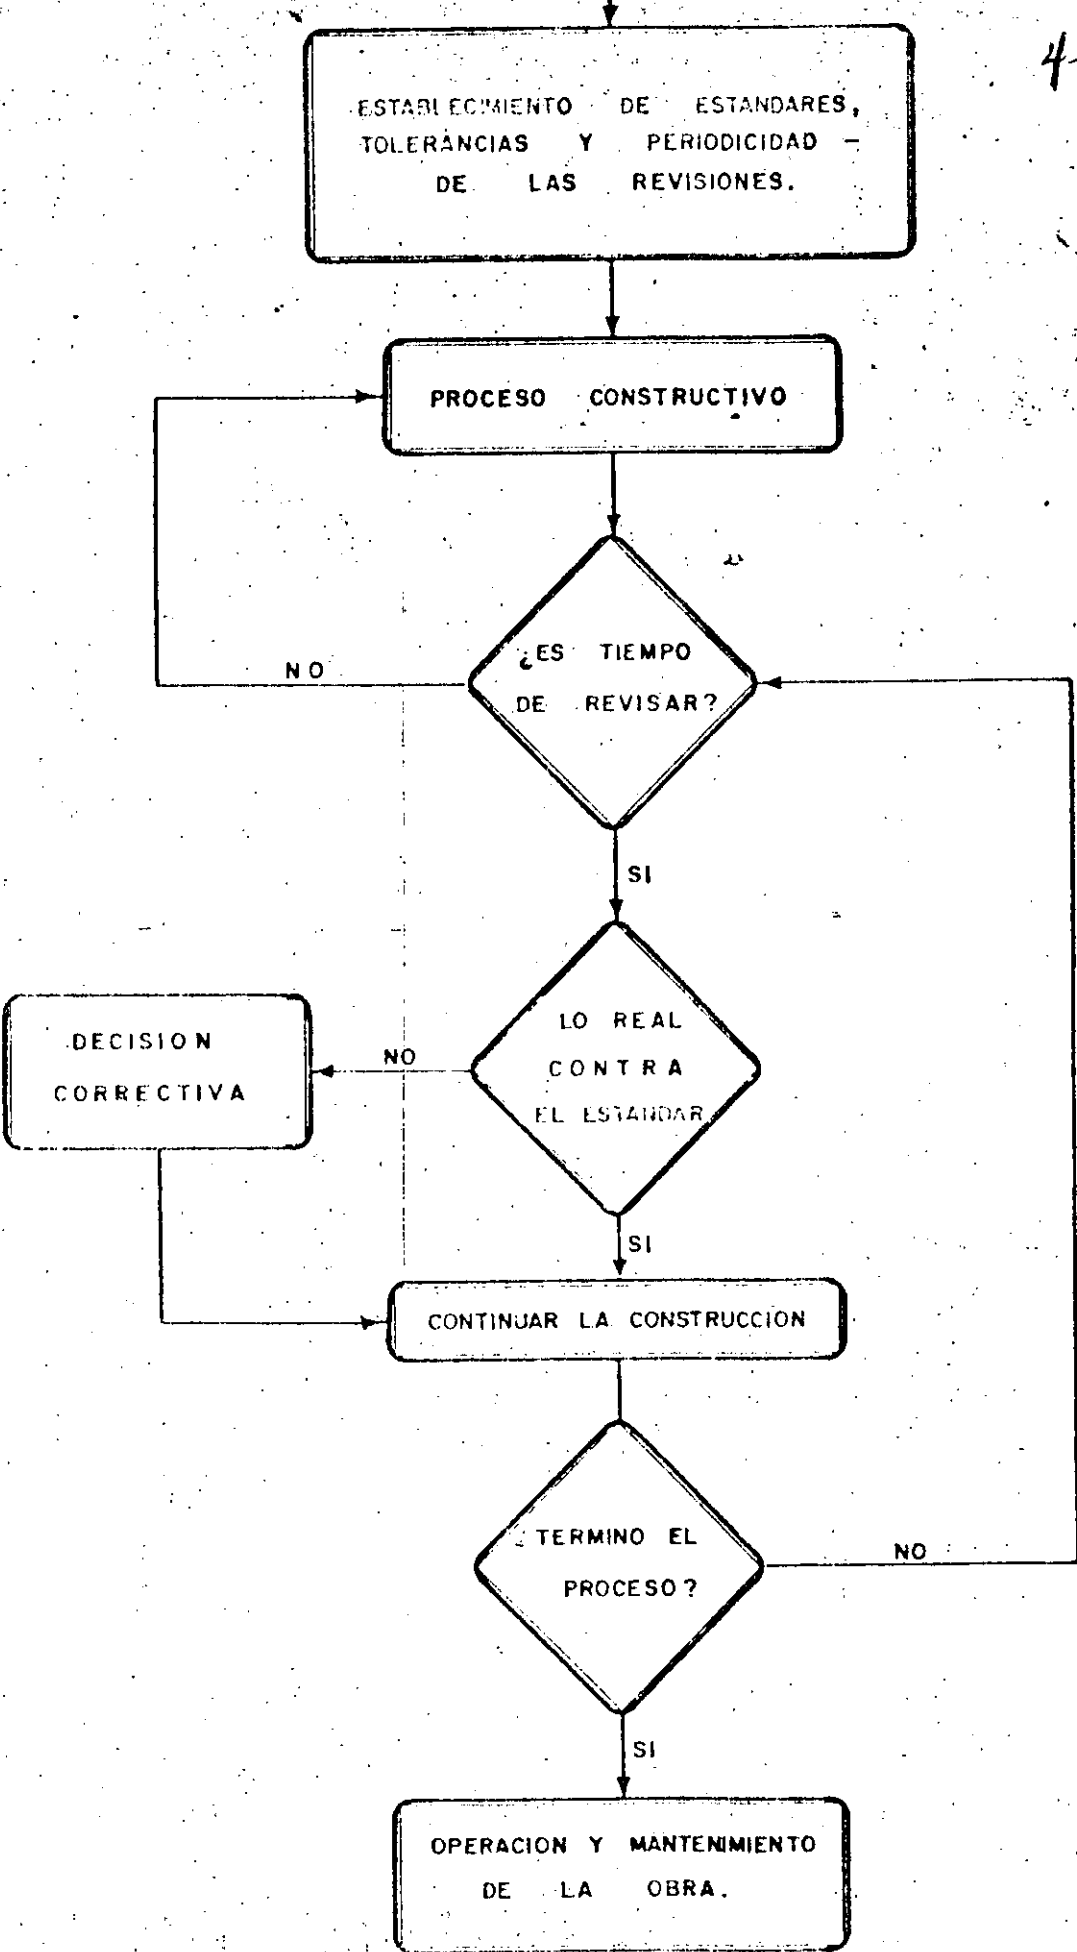 4
ESTABLECIMIENTO DE ESTANDARES,
TOLERANCIAS Y PERIODICIDAD –
DE LAS REVISIONES.
PROCESO CONSTRUCTIVO
¿ES TIEMPO
DE REVISAR?
NO
SI
LO REAL
CONTRA
EL ESTANDAR
NO
DECISION
CORRECTIVA
SI
CONTINUAR LA CONSTRUCCION
¿TERMINO EL
PROCESO?
NO
SI
OPERACION Y MANTENIMIENTO
DE LA OBRA.